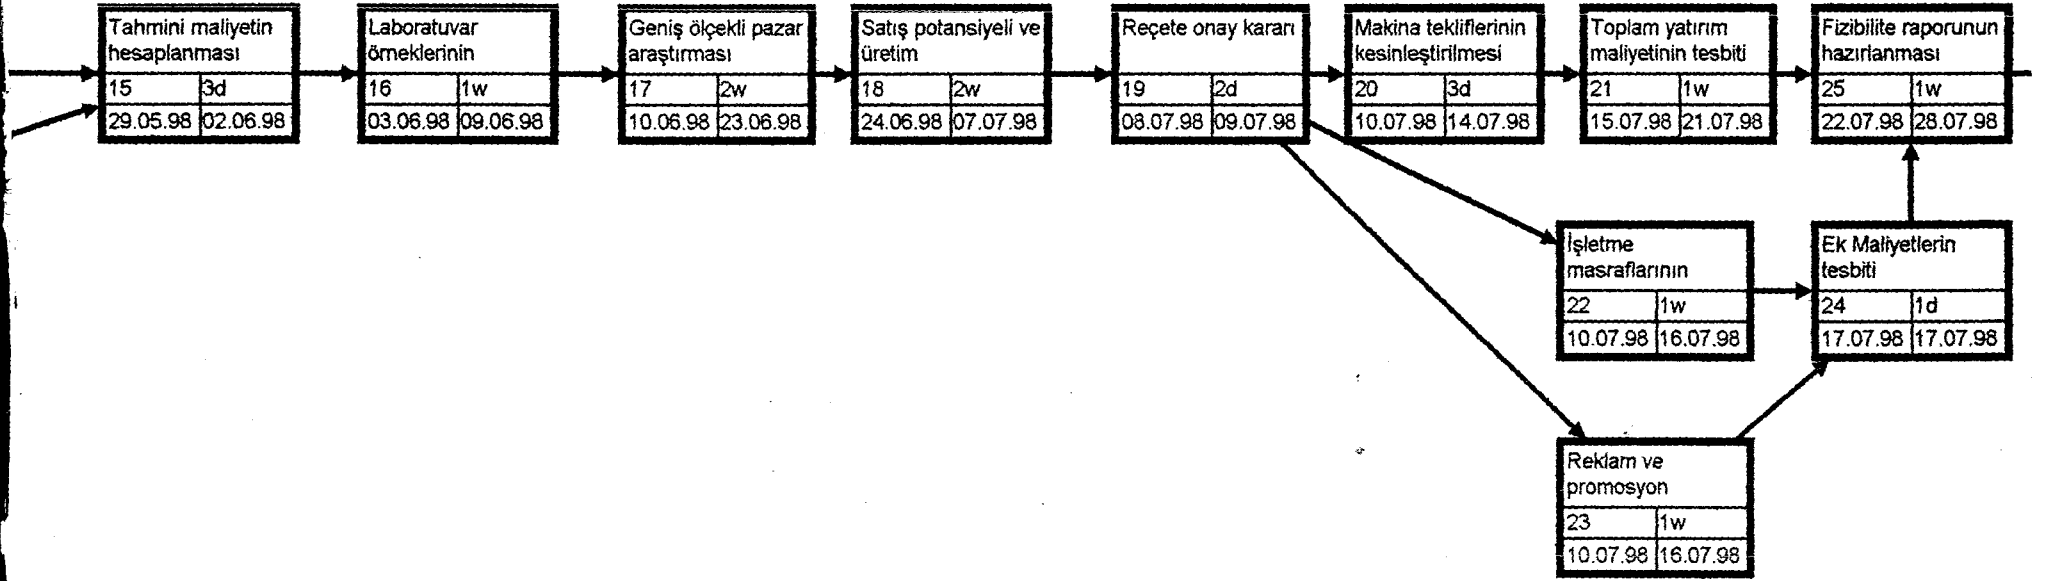 Tahmini maliyetin
hesaplanması
15 3d
29.05.98 02.06.98
Laboratuvar
örneklerinin
16 1w
03.06.98 09.06.98
Geniş ölçekli pazar
araştırması
17 2w
10.06.98 23.06.98
Satış potansiyeli ve
üretim
18 2w
24.06.98 07.07.98
Reçete onay kararı
19 2d
08.07.98 09.07.98
Makina tekliflerinin
kesinleştirilmesi
20 3d
10.07.98 14.07.98
Toplam yatırım
maliyetinin tesbiti
21 1w
15.07.98 21.07.98
Fizibilite raporunun
hazırlanması
25 1w
22.07.98 28.07.98
İşletme
masraflarının
22 1w
10.07.98 16.07.98
Ek Maliyetlerin
tesbiti
24 1d
17.07.98 17.07.98
Reklam ve
promosyon
23 1w
10.07.98 16.07.98